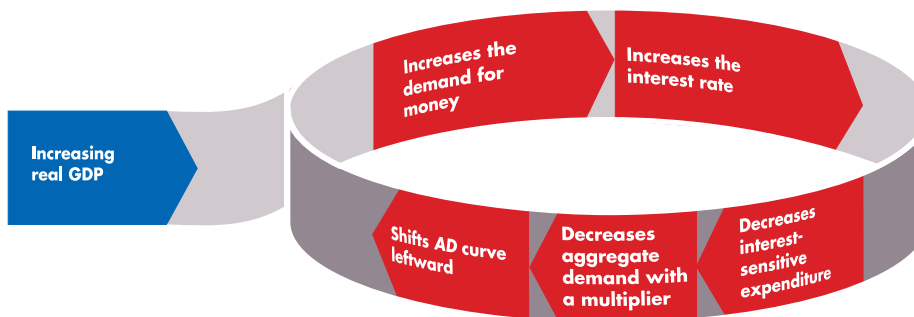 Increasing
real GDP
Increases the
demand for
money
Increases the
interest rate
Decreases
interest-
sensitive
expenditure
Decreases
aggregate
demand with
a multiplier
Shifts AD curve
leftward